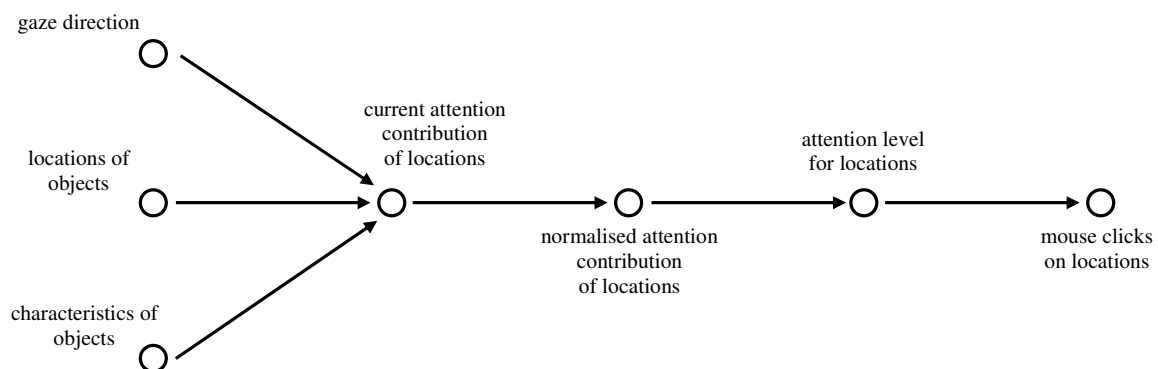 gaze direction
locations of
objects
characteristics of
objects
current attention
contribution
of locations
normalised attention
contribution
of locations
attention level
for locations
mouse clicks
on locations